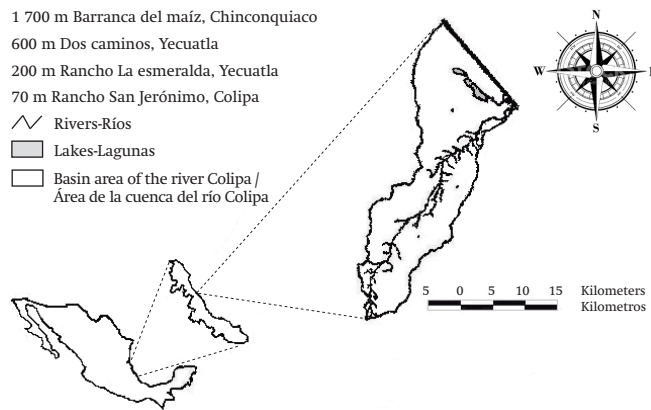 1 700 m Barranca del maíz, Chinconquiaco
600 m Dos caminos, Yecuatla
200 m Rancho La esmeralda, Yecuatla
70 m Rancho San Jerónimo, Colipa
Rivers-Ríos
Lakes-Lagunas
Basin area of the river Colipa /
Área de la cuenca del río Colipa
N
W
S
5 0 5 10 15 Kilometers
Kilometros